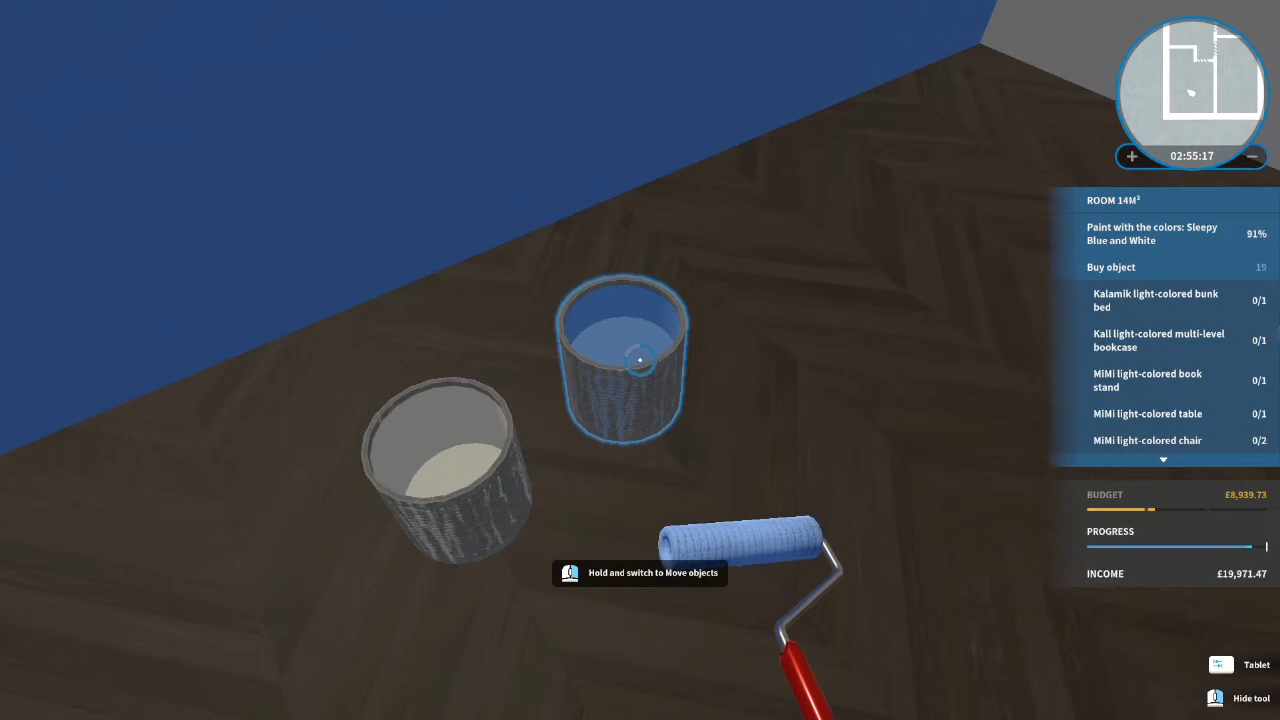 02:55:17
ROOM 14M²
Paint with the colors: Sleepy
Blue and White
91%
Buy object
19
Kalamik light-colored bunk
bed
0/1
Kall light-colored multi-level
bookcase
0/1
MiMi light-colored book
stand
0/1
MiMi light-colored table
0/1
MiMi light-colored chair
0/2
BUDGET
£8,939.73
PROGRESS
INCOME
£19,971.47
Hold and switch to Move objects
Tablet
Hide tool